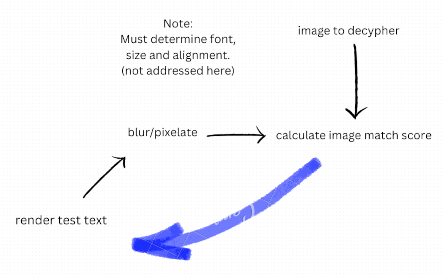 Note:
Must determine font,
size and alignment.
(not addressed here)
image to decypher
blur/pixelate
calculate image match score
render test text